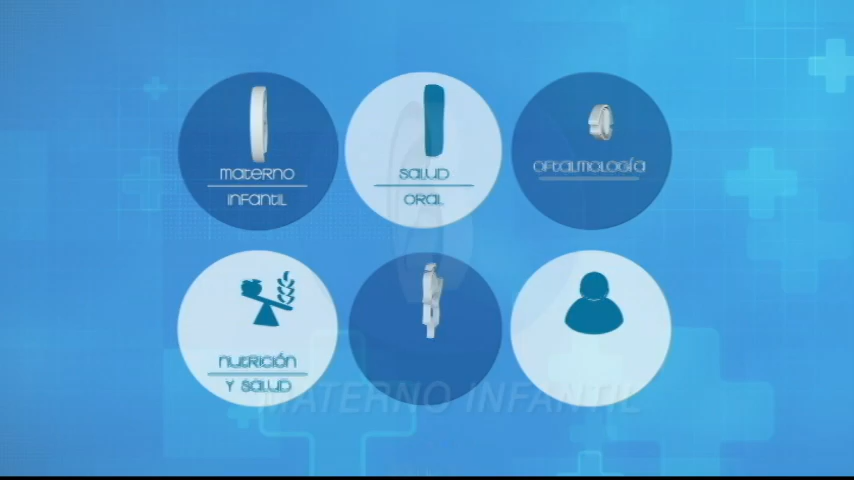 MATERNO
INFANTIL
SALUD
ORAL
OFTALMOLOGÍA
NUTRICIÓN
Y SALUD
MATERNO INFANTIL